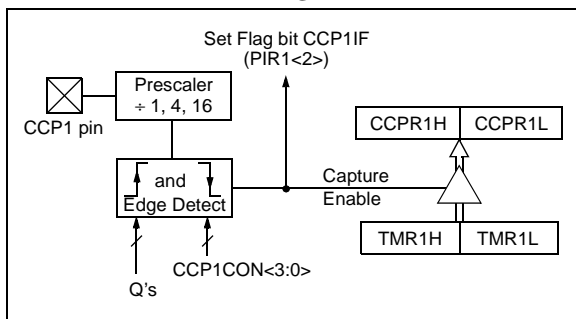 Set Flag bit CCP1IF
(PIR1<2>)
Prescaler
÷ 1, 4, 16
CCP1 pin
CCPR1H
CCPR1L
and
Edge Detect
Capture
Enable
TMR1H
TMR1L
CCP1CON<3:0>
Q's